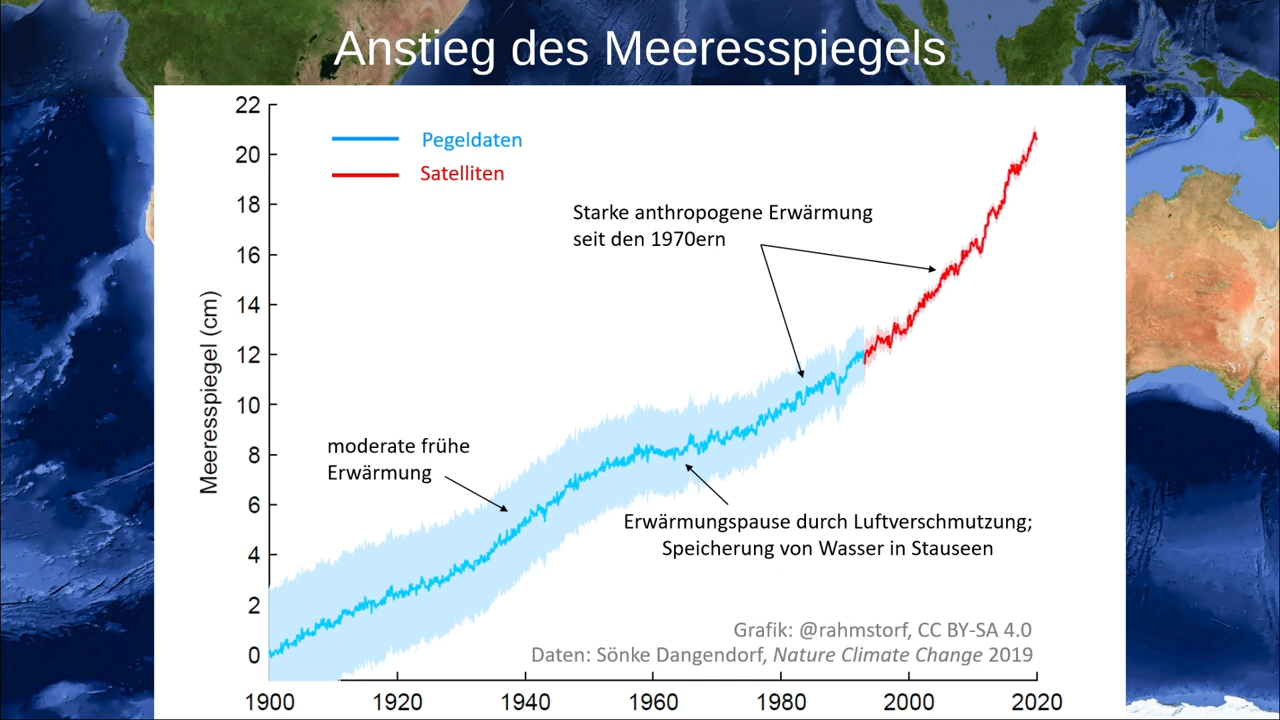 Anstieg des Meeresspiegels
22
20
18
16
14
12
10
8
6
4
2
0
Meeresspiegel (cm)
Pegeldaten
Satelliten
Starke anthropogene Erwärmung
seit den 1970ern
moderate frühe
Erwärmung
Erwärmungspause durch Luftverschmutzung;
Speicherung von Wasser in Stauseen
Grafik: @rahmstorf, CC BY-SA 4.0
Daten: Sönke Dangendorf, Nature Climate Change 2019
1900 1920 1940 1960 1980 2000 2020